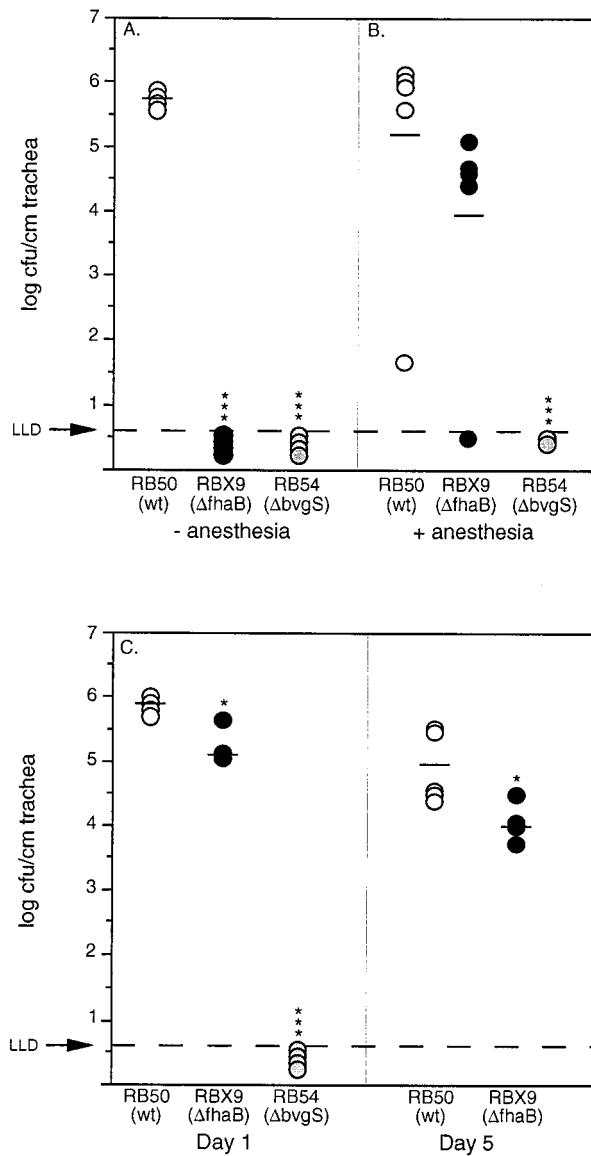 A.
B.
7
6
5
4
3
2
1
log cfu/cm trachea
LLD
***
***
***
RB50 RBX9 RB54 RB50 RBX9 RB54
(wt) (ΔfhaB) (ΔbvgS) (wt) (ΔfhaB) (ΔbvgS)
- anesthesia + anesthesia
C.
7
6
5
4
3
2
1
log cfu/cm trachea
LLD
*
***
*
RB50 RBX9 RB54 RB50 RBX9
(wt) (ΔfhaB) (ΔbvgS) (wt) (ΔfhaB)
Day 1 Day 5